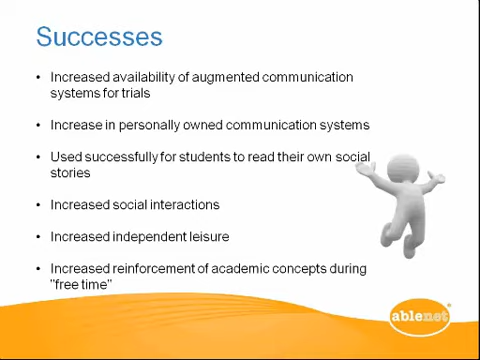 Successes
• Increased availability of augmented communication
systems for trials
• Increase in personally owned communication systems
• Used successfully for students to read their own social
stories
• Increased social interactions
• Increased independent leisure
• Increased reinforcement of academic concepts during
"free time"
ablenet